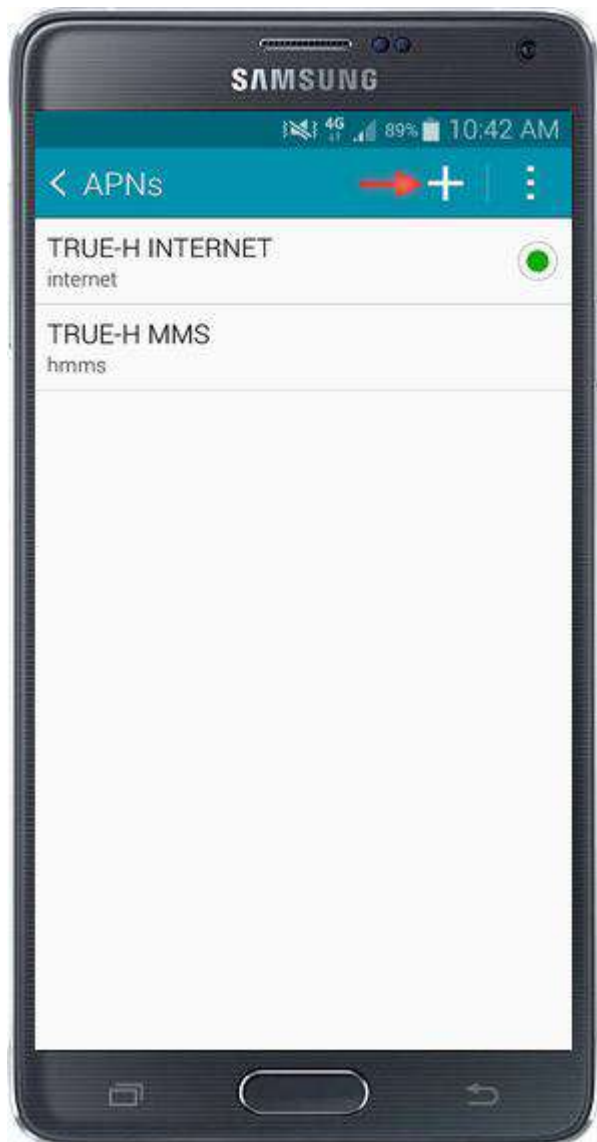 SAMSUNG
4G 89% 10:42 AM
< APNs
TRUE-H INTERNET
internet
TRUE-H MMS
hmms